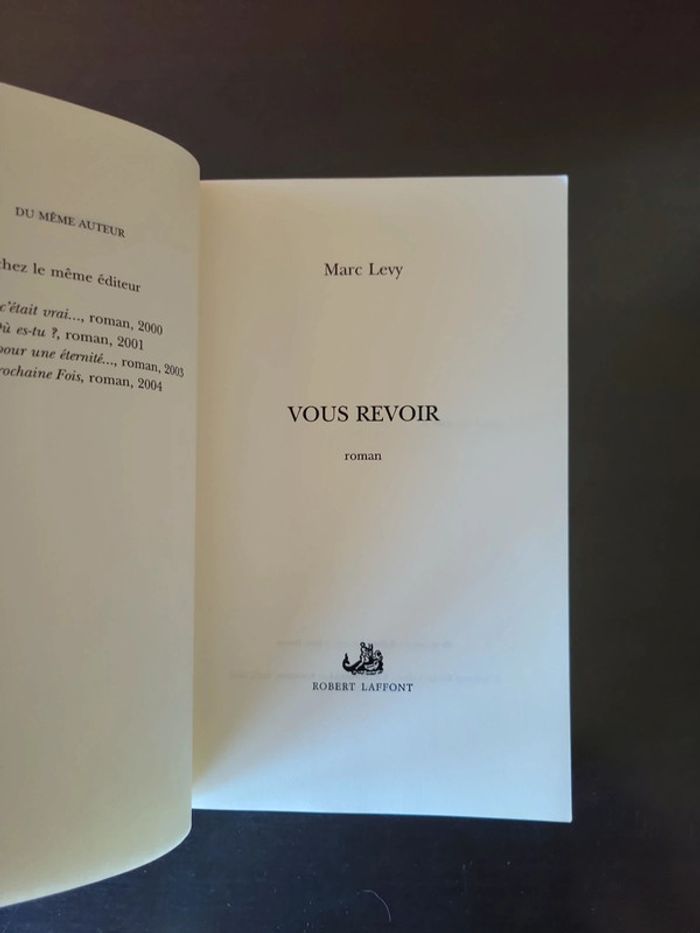 DU MÊME AUTEUR
chez le même éditeur
c'était vrai..., roman, 2000
Où es-tu ?, roman, 2001
pour une éternité..., roman, 2003
rochaine Fois, roman, 2004
Marc Levy
VOUS REVOIR
roman
ROBERT LAFFONT